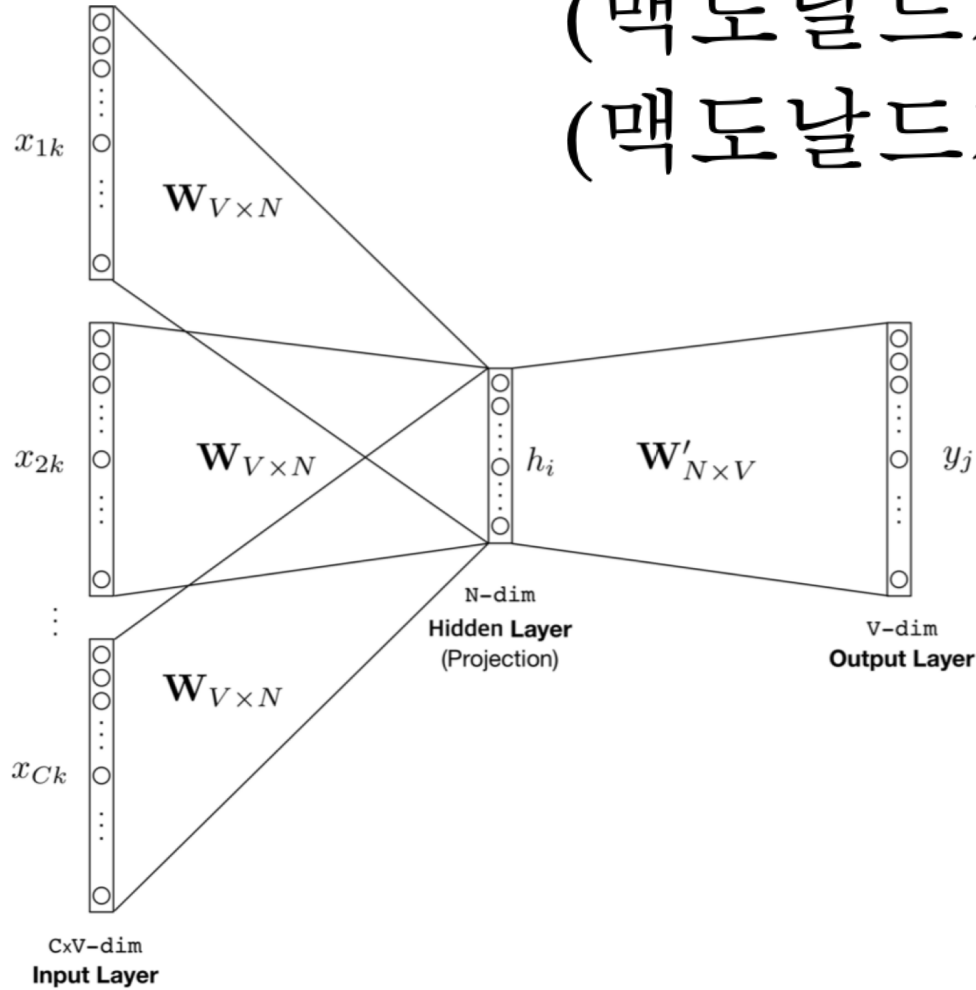 (맥도날드
(맥도날드
x_{1k}
W_{V×N}
x_{2k}
W_{V×N}
h_i
W'_{N×V}
y_j
N-dim
Hidden Layer
(Projection)
V-dim
Output Layer
W_{V×N}
x_{Ck}
CxV-dim
Input Layer